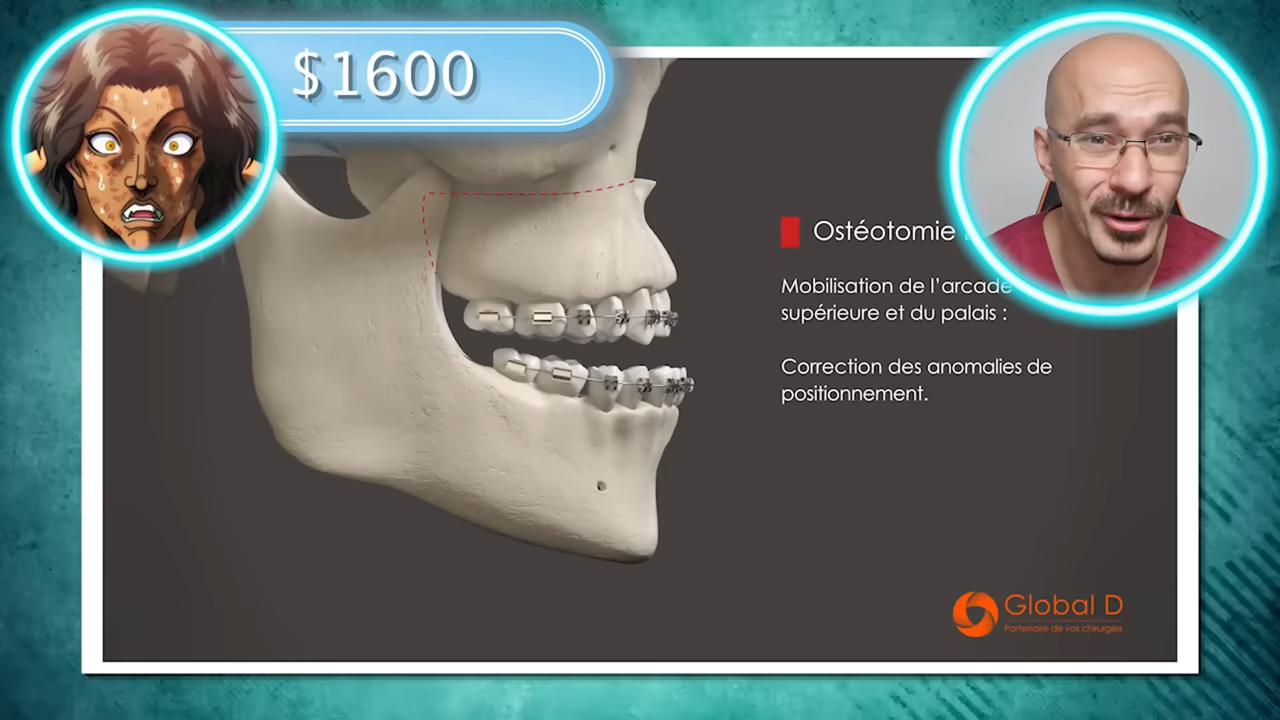 $1600
Ostéotomie
Mobilisation de l'arcade
supérieure et du palais :
Correction des anomalies de
positionnement.
Global D
Partenaire de vos chirurgies